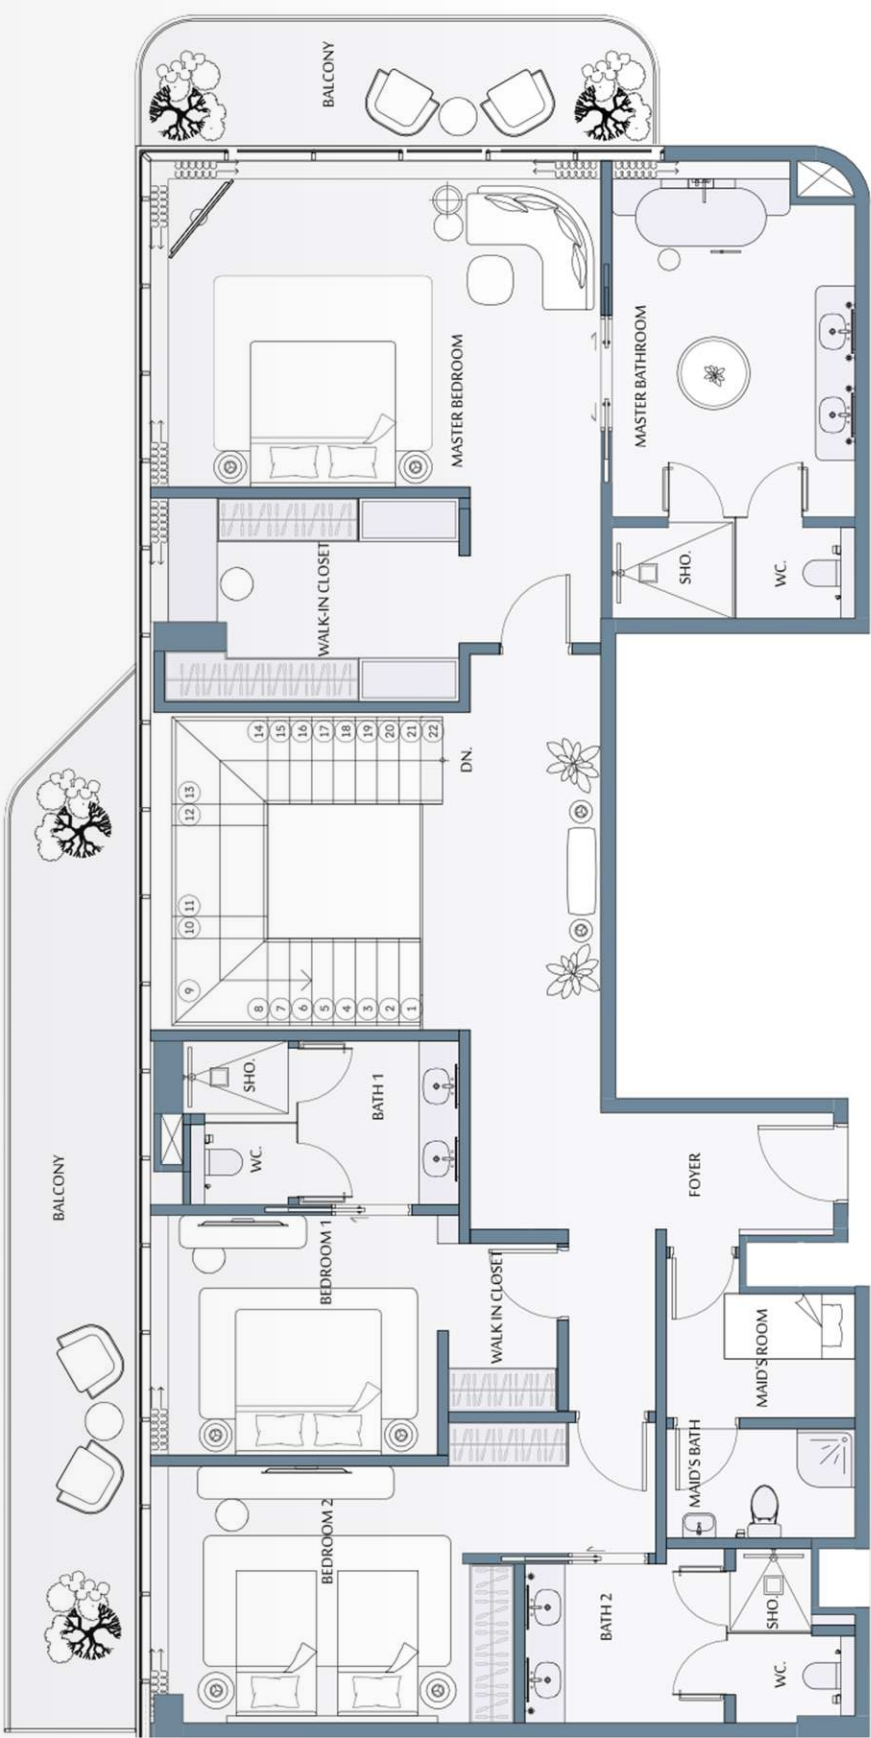 BALCONY
MASTER BEDROOM
MASTER BATHROOM
WALK-IN CLOSET
SHO.
WC.
14
15
16
17
18
19
20
21
22
DN.
13
12
11
10
9
8
7
6
5
4
3
2
1
SHO.
BATH 1
WC.
BALCONY
FOYER
BEDROOM 1
WALK IN CLOSET
MAID'S ROOM
MAID'S BATH
BEDROOM 2
BATH 2
SHO.
WC.